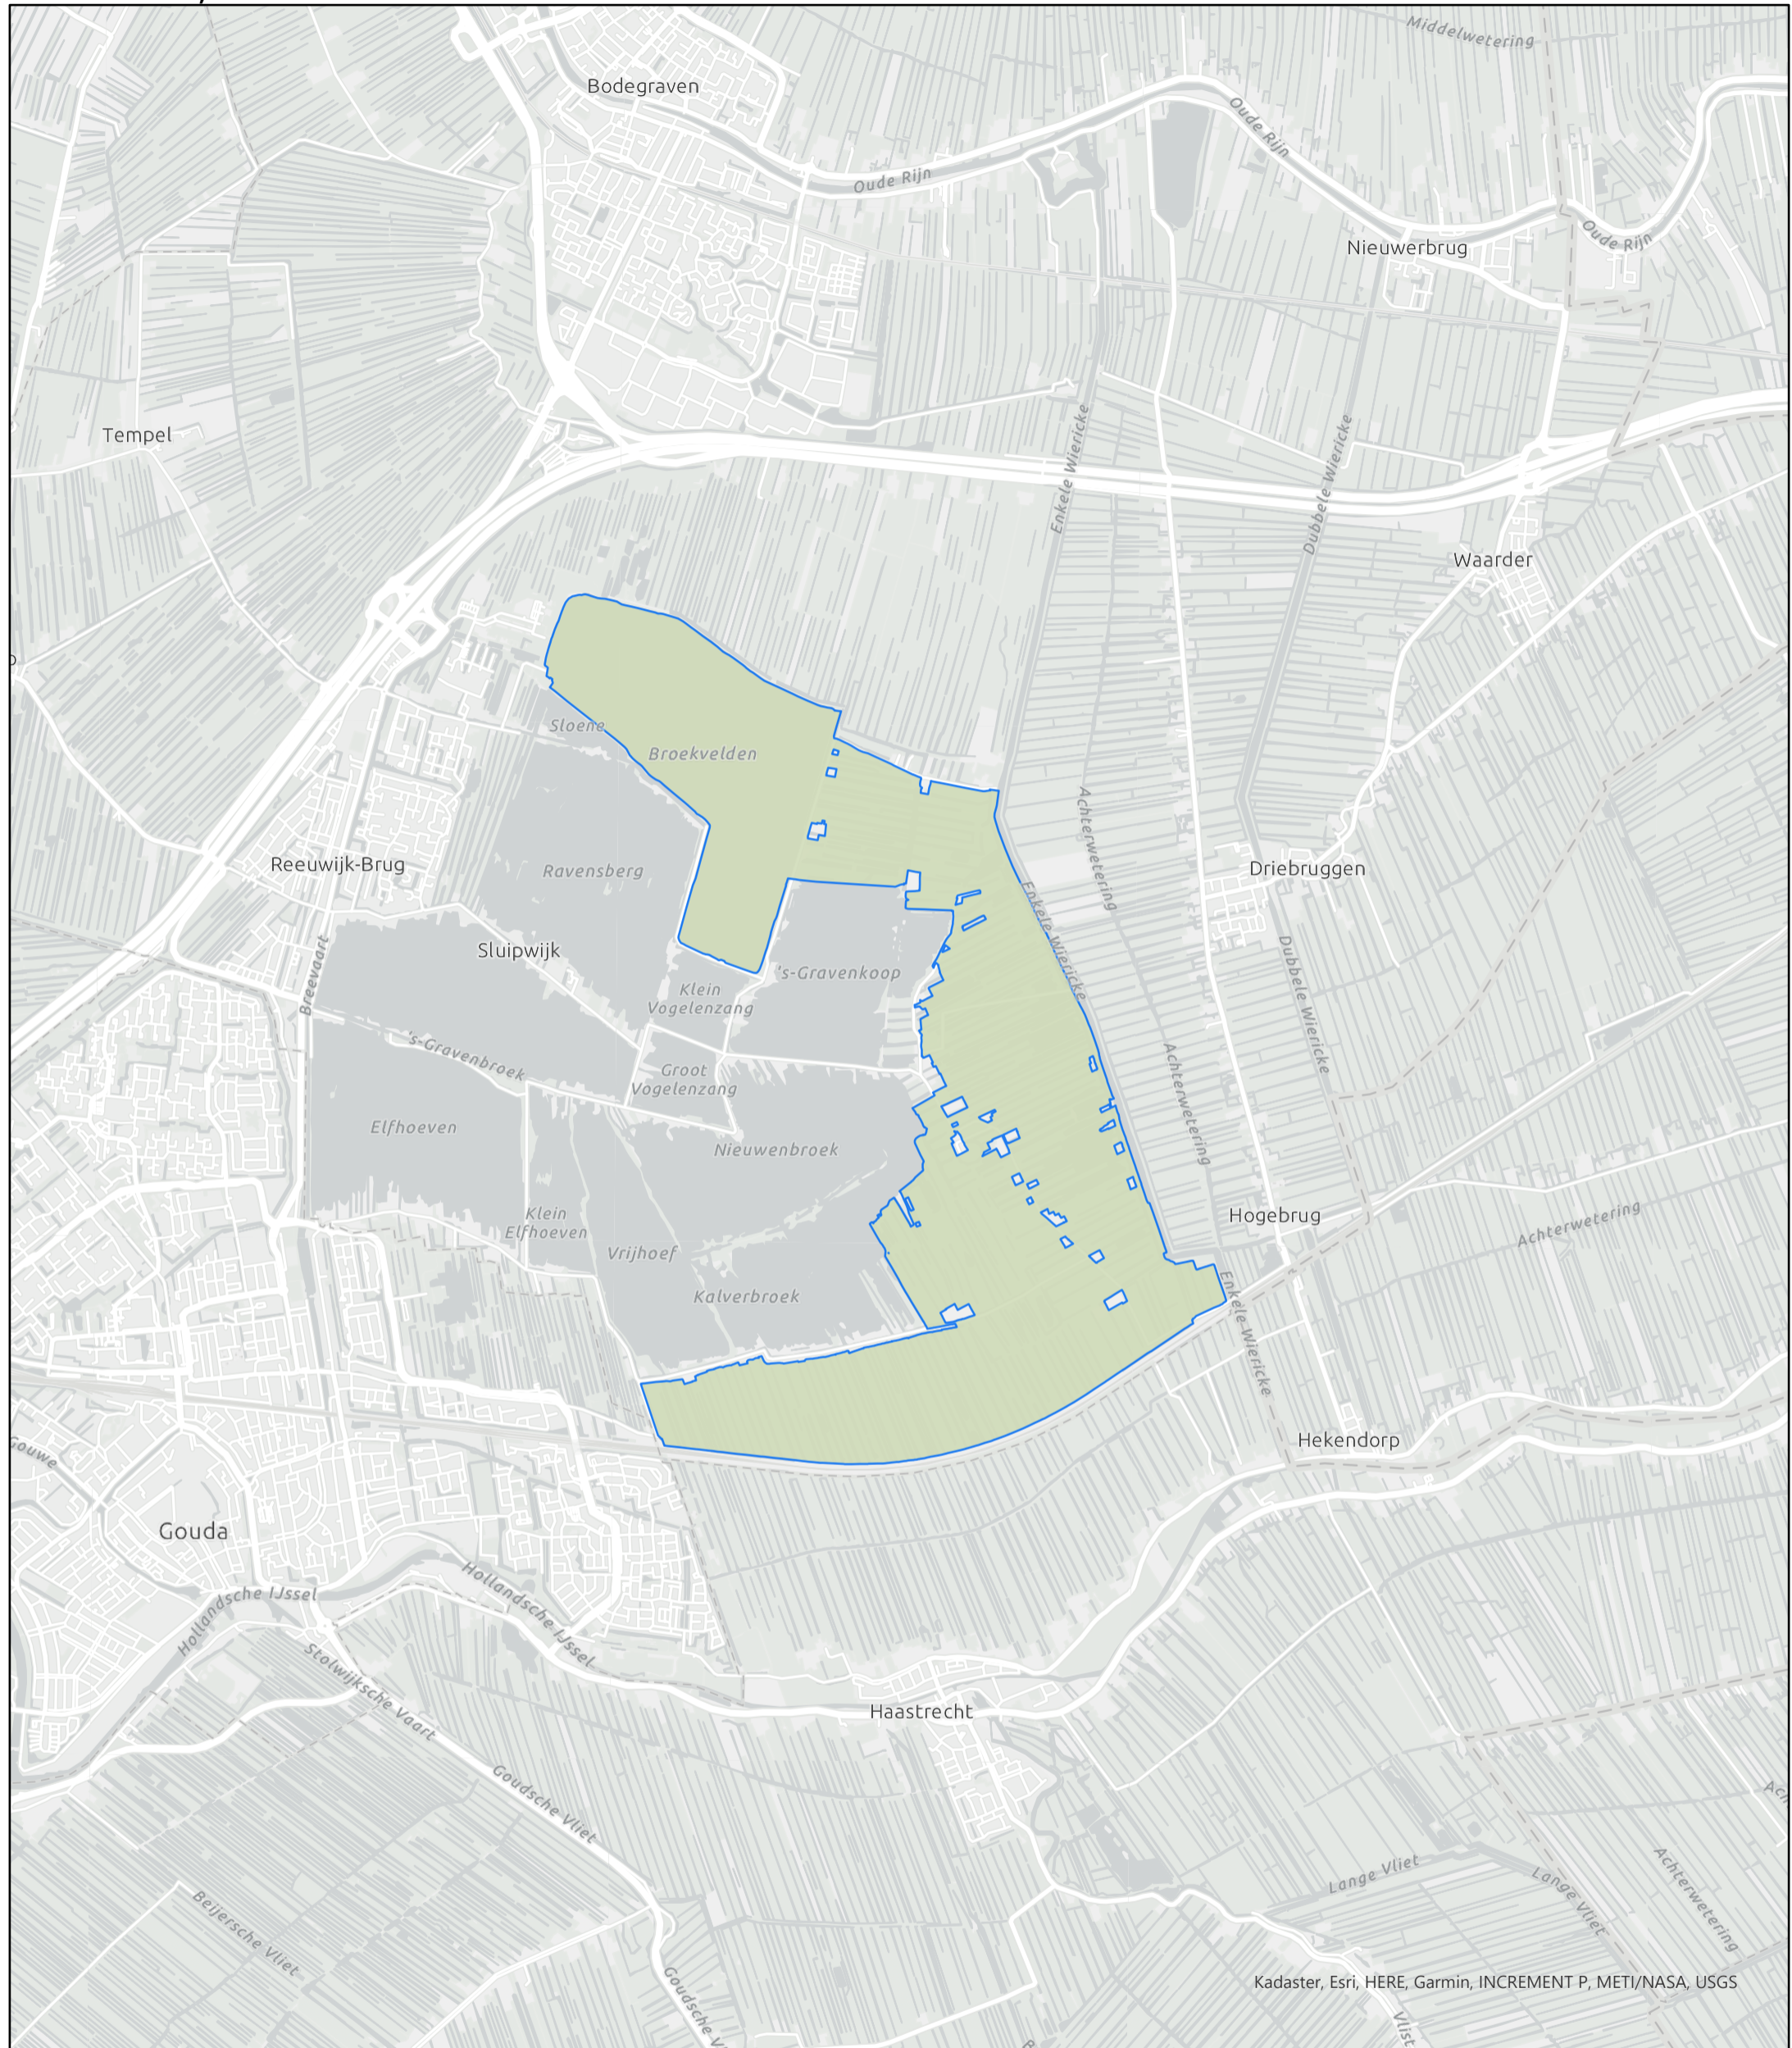 Middelwetering
Bodegraven
Oude Rijn
Oude Rijn
Oude Rijn
Nieuwerbrug
Tempel
Enkele Wiericke
Dubbele Wiericke
Waarder
Sloene
Broekvelden
Achterwetering
Reeuwijk-Brug
Ravensberg
Driebruggen
Enkele Wiericke
Sluipwijk
Breevaart
's-Gravenkoop
Klein
Vogelenzang
Dubbele Wiericke
's-Gravenbroek
Groot
Vogelenzang
Achterwetering
Elfhoeven
Nieuwenbroek
Klein
Elfhoeven
Vrijhoef
Hogebrug
Achterwetering
Kalverbroek
Enkele Wiericke
Hekendorp
Gouwe
Gouda
Hollandsche IJssel
Hollandsche IJssel
Stolwijksche Vaart
Haastrecht
Goudsche Vliet
Lange Vliet
Lange Vliet
Achterwetering
Beijersche Vliet
Kadaster, Esri, HERE, Garmin, INCREMENT P, METI/NASA, USGS
Goudsche V
Vlist